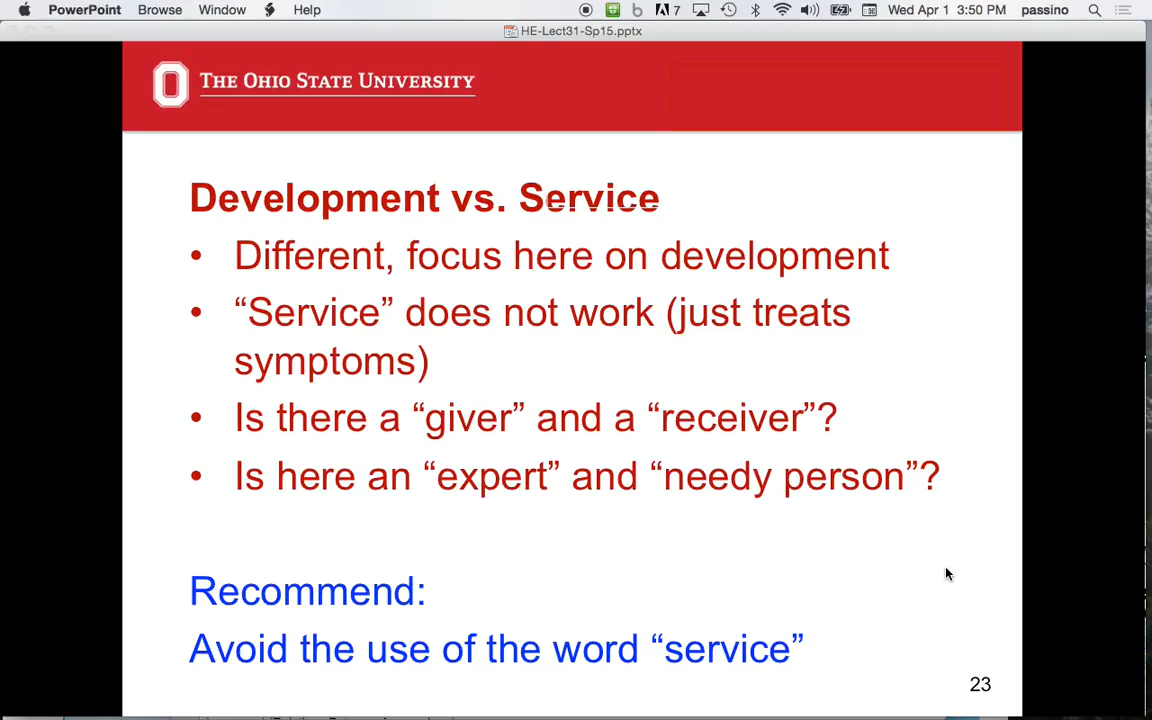 PowerPoint Browse Window Help 7 Wed Apr 1 3:50 PM passino
HE-Lect31-Sp15.pptx
THE OHIO STATE UNIVERSITY
Development vs. Service
• Different, focus here on development
• “Service” does not work (just treats
symptoms)
• Is there a “giver” and a “receiver”?
• Is here an “expert” and “needy person”?
Recommend:
Avoid the use of the word “service”
23